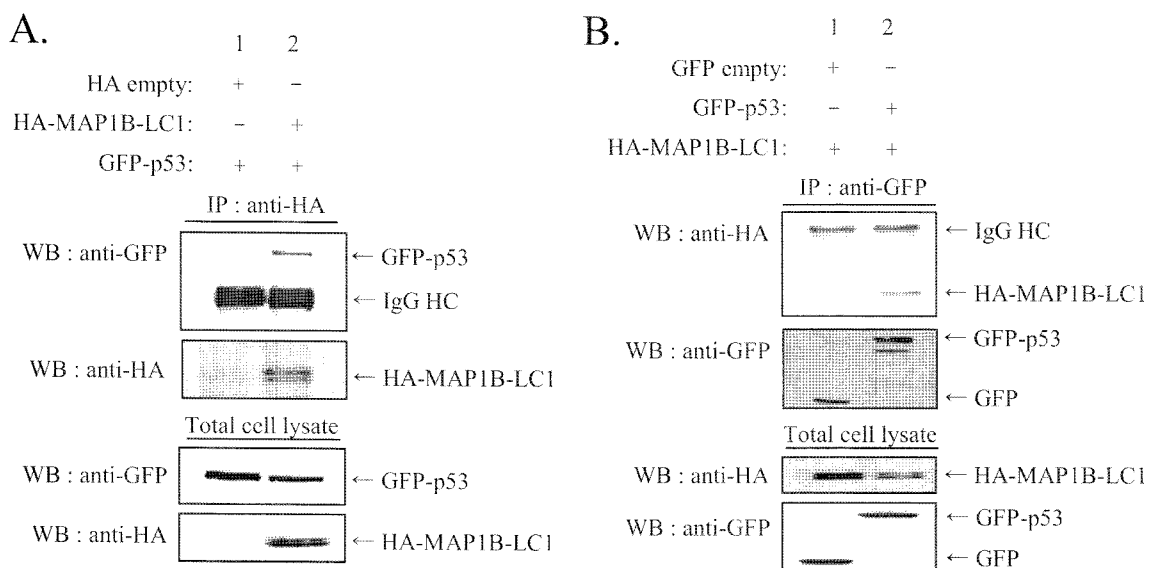 A.
1 2
HA empty: + −
HA-MAP1B-LC1: − +
GFP-p53: + +
IP : anti-HA
WB : anti-GFP ← GFP-p53
← IgG HC
WB : anti-HA ← HA-MAP1B-LC1
Total cell lysate
WB : anti-GFP ← GFP-p53
WB : anti-HA ← HA-MAP1B-LC1
B.
1 2
GFP empty: + −
GFP-p53: − +
HA-MAP1B-LC1: + +
IP : anti-GFP
WB : anti-HA ← IgG HC
← HA-MAP1B-LC1
WB : anti-GFP ← GFP-p53
← GFP
Total cell lysate
WB : anti-HA ← HA-MAP1B-LC1
WB : anti-GFP ← GFP-p53
← GFP